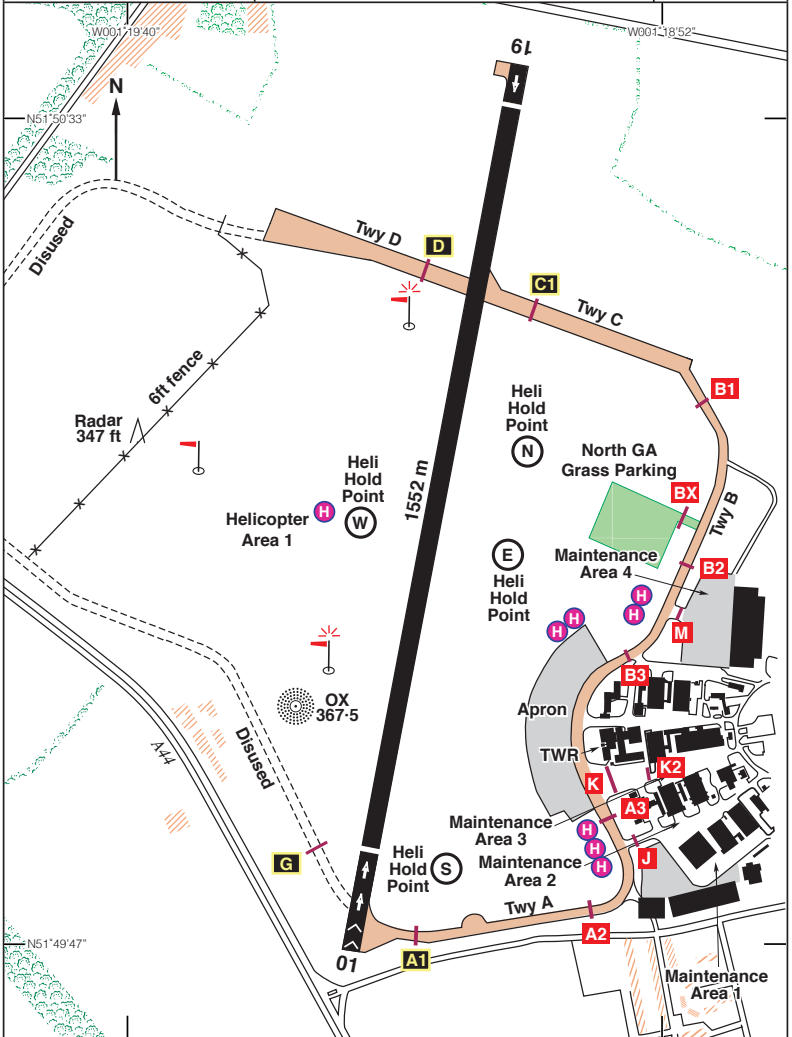 W001°19'40"
19
W001°18'52"
N
N51°50'33"
Disused
Twy D
D
C1
Twy C
6ft fence
B1
Radar
347 ft
Heli
Hold
Point
N
North GA
Grass Parking
BX
1552 m
Heli
Hold
Point
W
H
Helicopter
Area 1
Twy B
E
Heli
Hold
Point
Maintenance
Area 4
B2
H
H
H
H
M
B3
OX
367·5
Apron
Disused
A44
TWR
K2
K
A3
Maintenance
Area 3
H
H
H
Maintenance
Area 2
J
G
Heli
Hold
Point
S
Twy A
A2
A1
N51°49'47"
01
Maintenance
Area 1